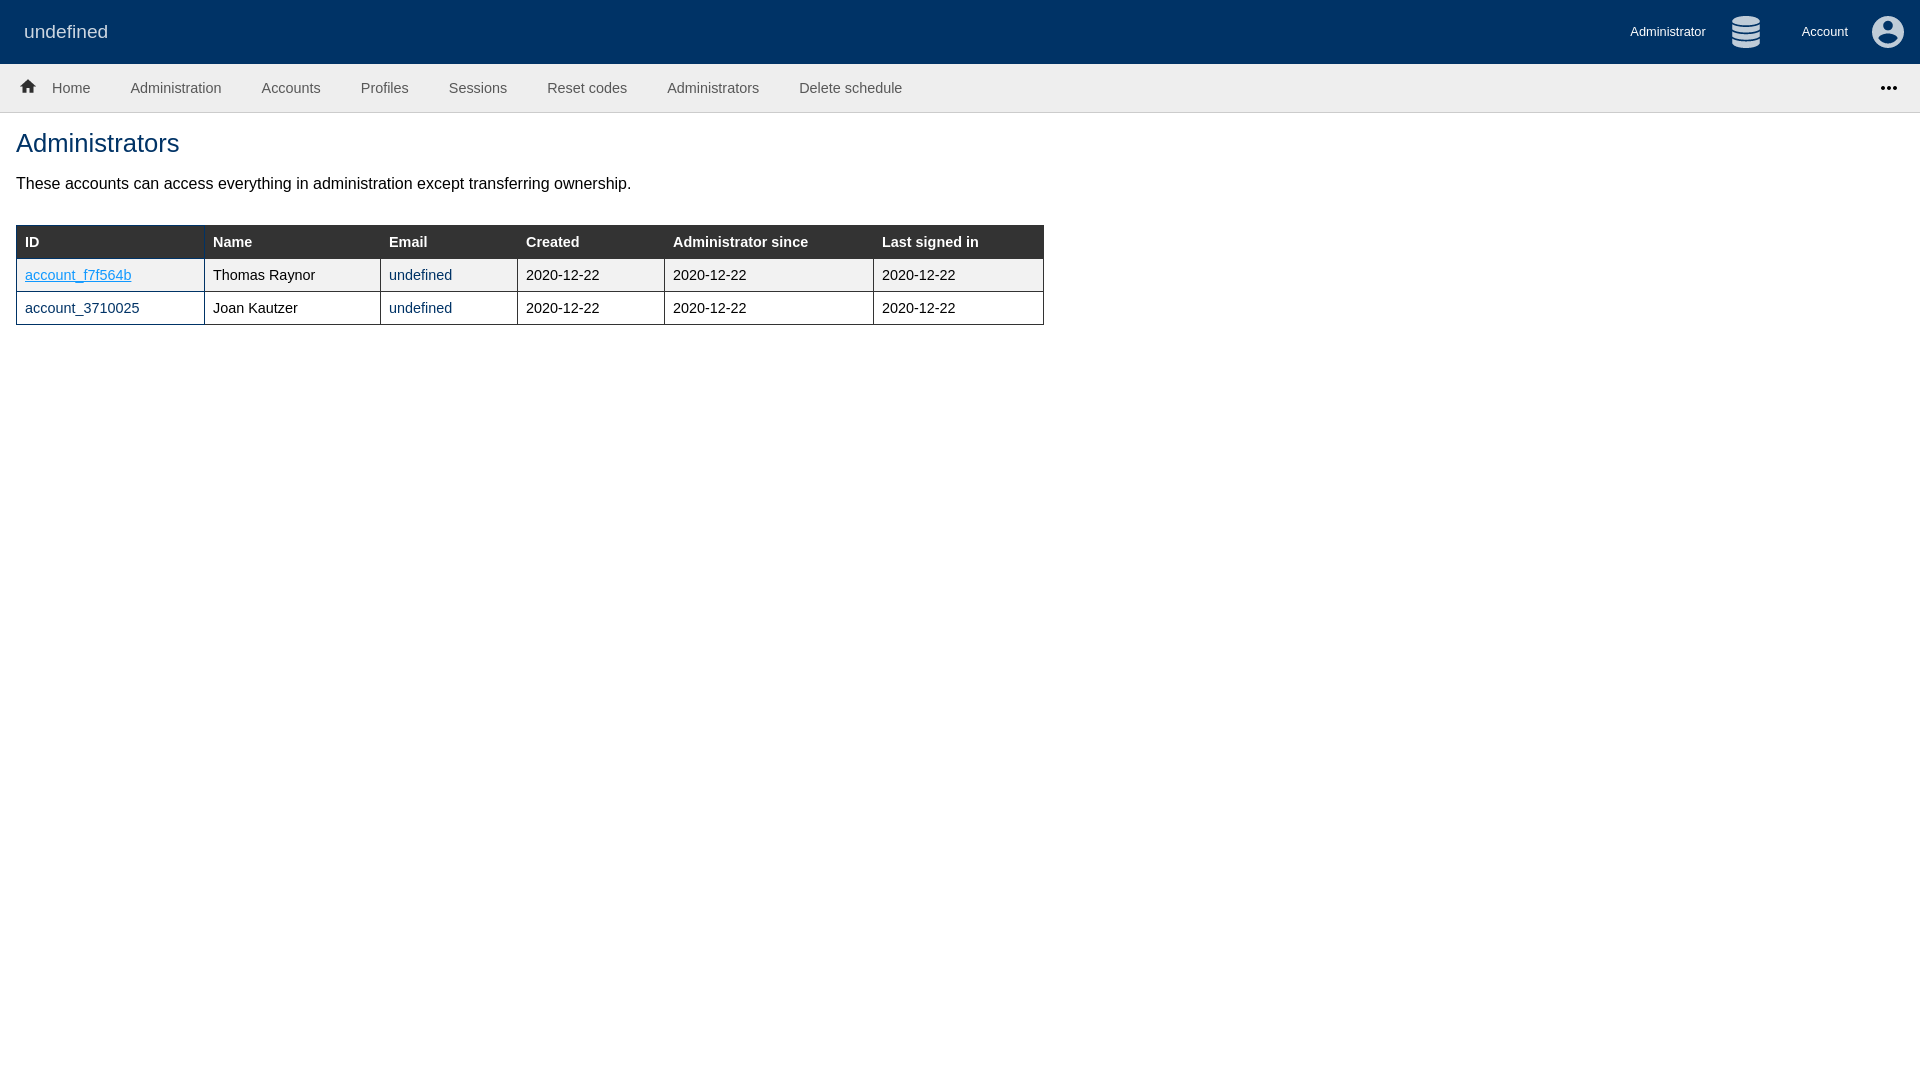 undefined
Administrator
Account
Home Administration Accounts Profiles Sessions Reset codes Administrators Delete schedule
Administrators
These accounts can access everything in administration except transferring ownership.
ID Name Email Created Administrator since Last signed in
account_f7f564b Thomas Raynor undefined 2020-12-22 2020-12-22 2020-12-22
account_3710025 Joan Kautzer undefined 2020-12-22 2020-12-22 2020-12-22